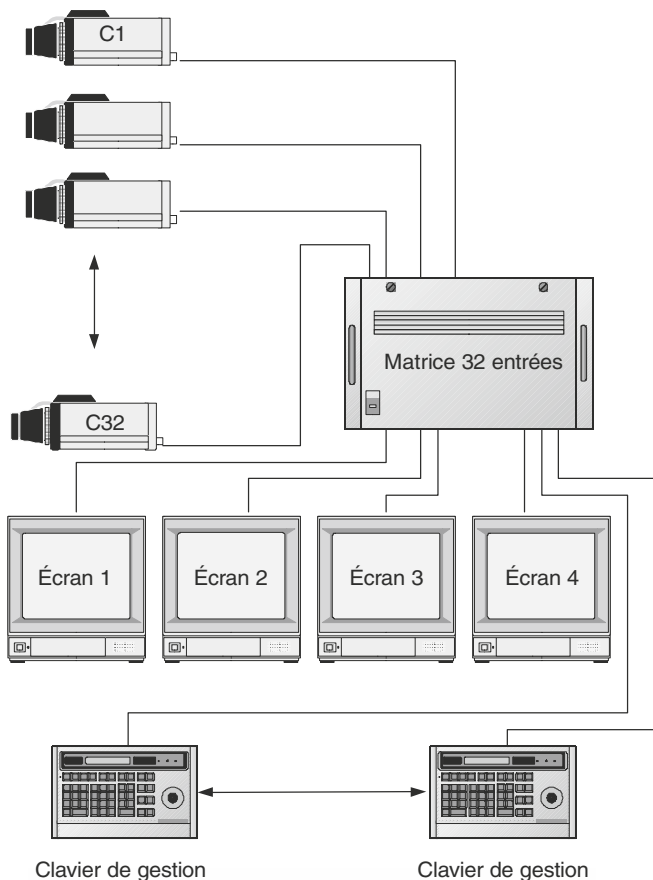 C1
Matrice 32 entrées
C32
Écran 1
Écran 2
Écran 3
Écran 4
Clavier de gestion
Clavier de gestion